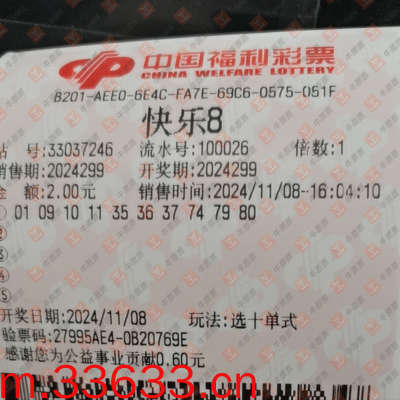 中国福利彩票
CHINA WELFARE LOTTERY
B201-AEE0-6E4C-FA7E-69C6-0575-051F
快乐8
站 号:33037246 流水号:100026 倍数:1
销售期:2024299 开奖期:2024299
金 额:2.00元 销售时间:2024/11/08-16:04:10
① 01 09 10 11 35 36 37 74 79 80
②
③
④
⑤
开奖日期:2024/11/08 玩法:选十单式
验票码:27995AE4-0B20769E
感谢您为公益事业贡献0.60元
33633.cn